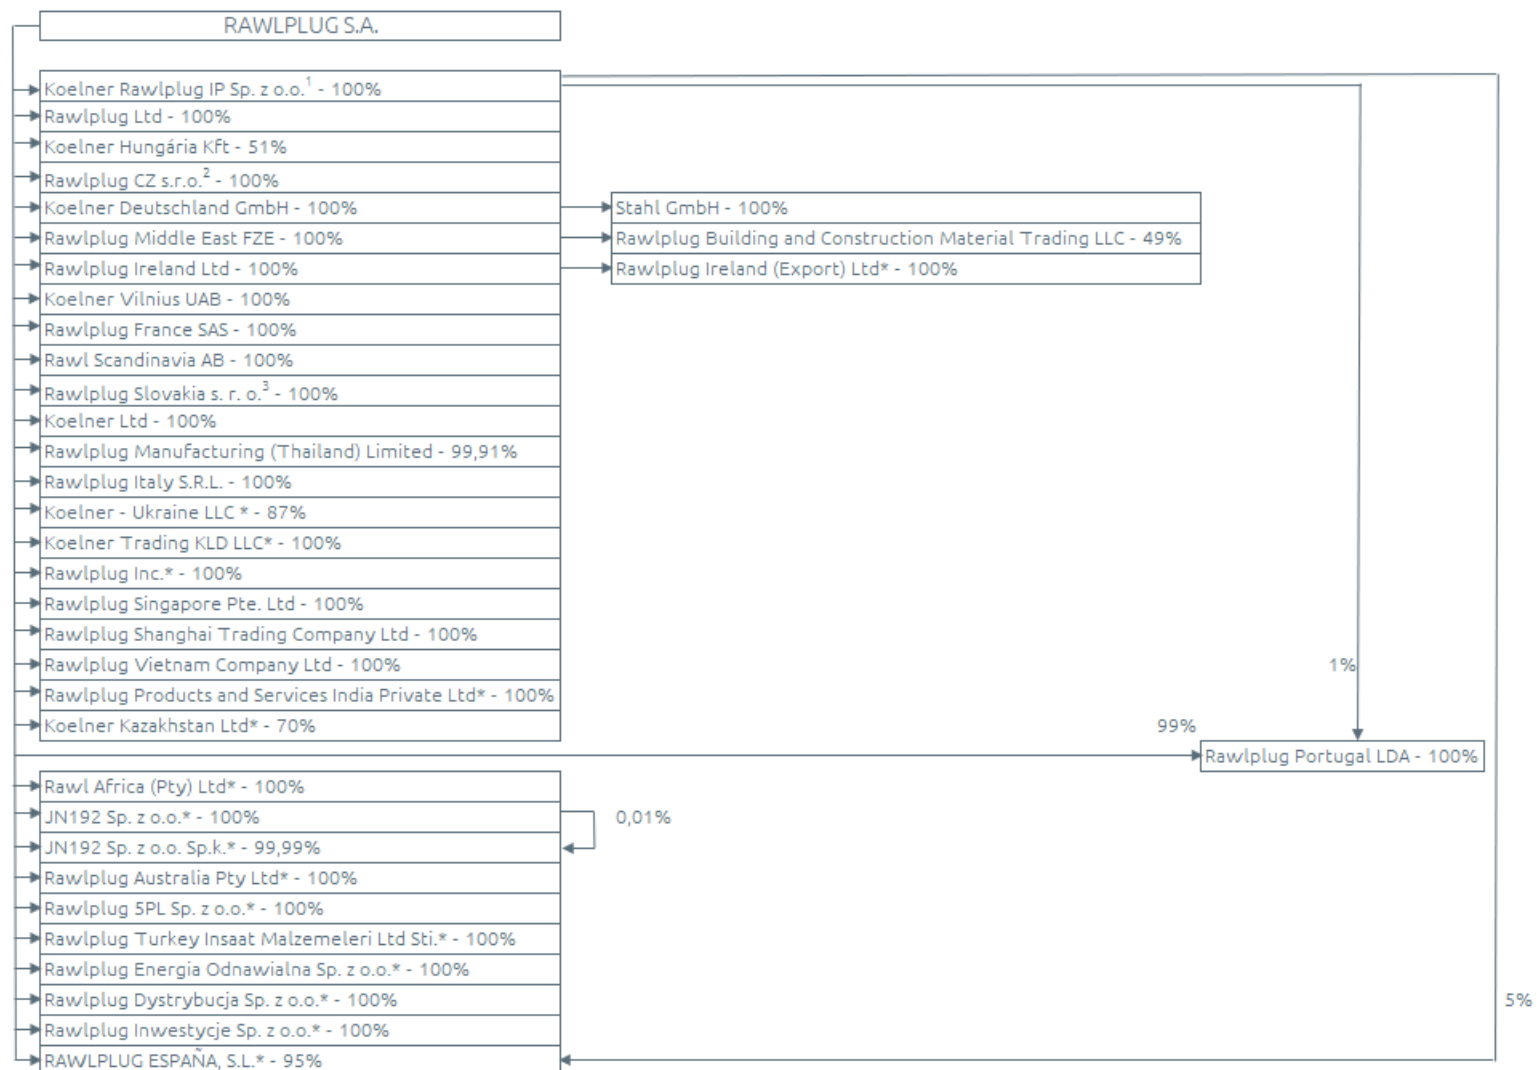 RAWLPLUG S.A.
Koelner Rawlplug IP Sp. z o.o.¹ - 100%
Rawlplug Ltd - 100%
Koelner Hungária Kft - 51%
Rawlplug CZ s.r.o.² - 100%
Koelner Deutschland GmbH - 100%
Stahl GmbH - 100%
Rawlplug Middle East FZE - 100%
Rawlplug Building and Construction Material Trading LLC - 49%
Rawlplug Ireland Ltd - 100%
Rawlplug Ireland (Export) Ltd* - 100%
Koelner Vilnius UAB - 100%
Rawlplug France SAS - 100%
Rawl Scandinavia AB - 100%
Rawlplug Slovakia s. r. o.³ - 100%
Koelner Ltd - 100%
Rawlplug Manufacturing (Thailand) Limited - 99,91%
Rawlplug Italy S.R.L. - 100%
Koelner - Ukraine LLC * - 87%
Koelner Trading KLD LLC* - 100%
Rawlplug Inc.* - 100%
Rawlplug Singapore Pte. Ltd - 100%
Rawlplug Shanghai Trading Company Ltd - 100%
Rawlplug Vietnam Company Ltd - 100%
1%
Rawlplug Products and Services India Private Ltd* - 100%
Koelner Kazakhstan Ltd* - 70%
99%
Rawlplug Portugal LDA - 100%
Rawl Africa (Pty) Ltd* - 100%
JN192 Sp. z o.o.* - 100%
0,01%
JN192 Sp. z o.o. Sp.k.* - 99,99%
Rawlplug Australia Pty Ltd* - 100%
Rawlplug 5PL Sp. z o.o.* - 100%
Rawlplug Turkey Insaat Malzemeleri Ltd Sti.* - 100%
Rawlplug Energia Odnawialna Sp. z o.o.* - 100%
Rawlplug Dystrybucja Sp. z o.o.* - 100%
5%
Rawlplug Inwestycje Sp. z o.o.* - 100%
RAWLPLUG ESPAÑA, S.L.* - 95%